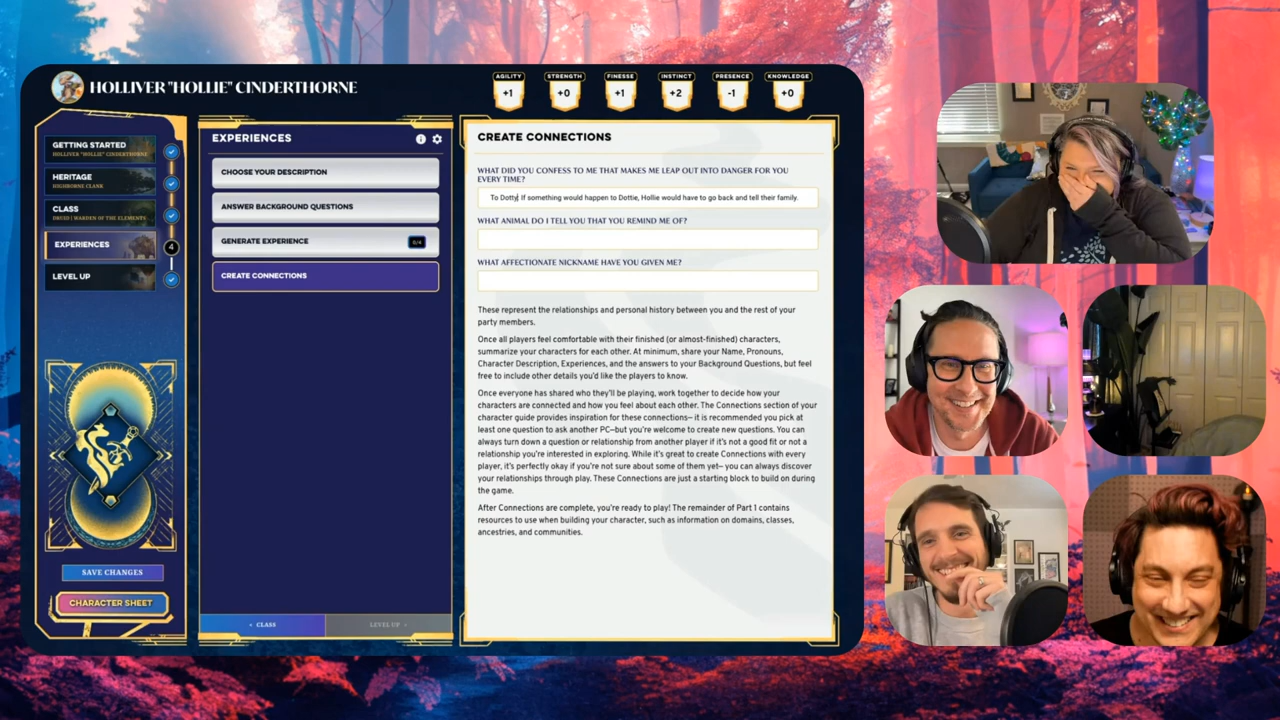 HOLLIVER "HOLLIE" CINDERTHORNE
AGILITY
+1
STRENGTH
+0
FINESSE
+1
INSTINCT
+2
PRESENCE
-1
KNOWLEDGE
+0
GETTING STARTED
HOLLIVER "HOLLIE" CINDERTHORNE
HERITAGE
HIGHBORNE CLANK
CLASS
DRUID | WARDEN OF THE ELEMENTS
EXPERIENCES
4
LEVEL UP
SAVE CHANGES
CHARACTER SHEET
EXPERIENCES
CHOOSE YOUR DESCRIPTION
ANSWER BACKGROUND QUESTIONS
GENERATE EXPERIENCE
CREATE CONNECTIONS
< CLASS
LEVEL UP >
CREATE CONNECTIONS
WHAT DID YOU CONFESS TO ME THAT MAKES ME LEAP OUT INTO DANGER FOR YOU
EVERY TIME?
To Dotty: If something would happen to Dottie, Hollie would have to go back and tell their family.
WHAT ANIMAL DO I TELL YOU THAT YOU REMIND ME OF?
WHAT AFFECTIONATE NICKNAME HAVE YOU GIVEN ME?
These represent the relationships and personal history between you and the rest of your
party members.
Once all players feel comfortable with their finished (or almost-finished) characters,
summarize your characters for each other. At minimum, share your Name, Pronouns,
Character Description, Experiences, and the answers to your Background Questions, but feel
free to include other details you'd like the players to know.
Once everyone has shared who they'll be playing, work together to decide how your
characters are connected and how you feel about each other. The Connections section of your
character guide provides inspiration for these connections— it is recommended you pick at
least one question to ask another PC—but you're welcome to create new questions. You can
always turn down a question or relationship from another player if it's not a good fit or not a
relationship you're interested in exploring. While it's great to create Connections with every
player, it's perfectly okay if you're not sure about some of them yet— you can always discover
your relationships through play. These Connections are just a starting block to build on during
the game.
After Connections are complete, you're ready to play! The remainder of Part 1 contains
resources to use when building your character, such as information on domains, classes,
ancestries, and communities.